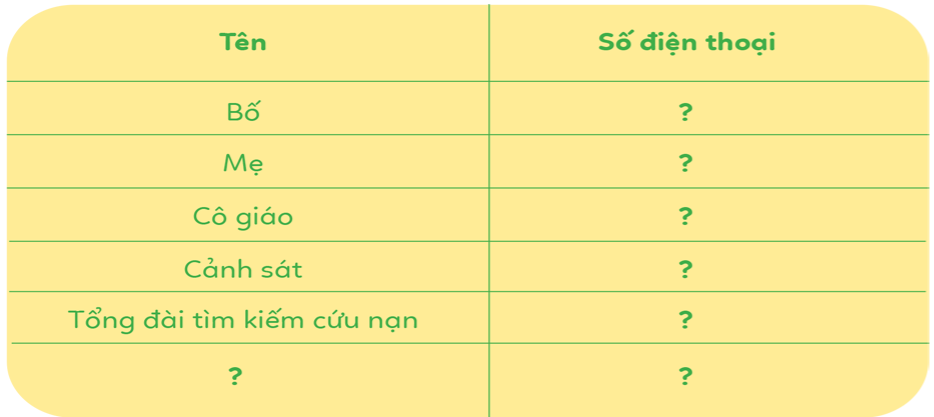 Tên Số điện thoại
Bố ?
Mẹ ?
Cô giáo ?
Cảnh sát ?
Tổng đài tìm kiếm cứu nạn ?
? ?